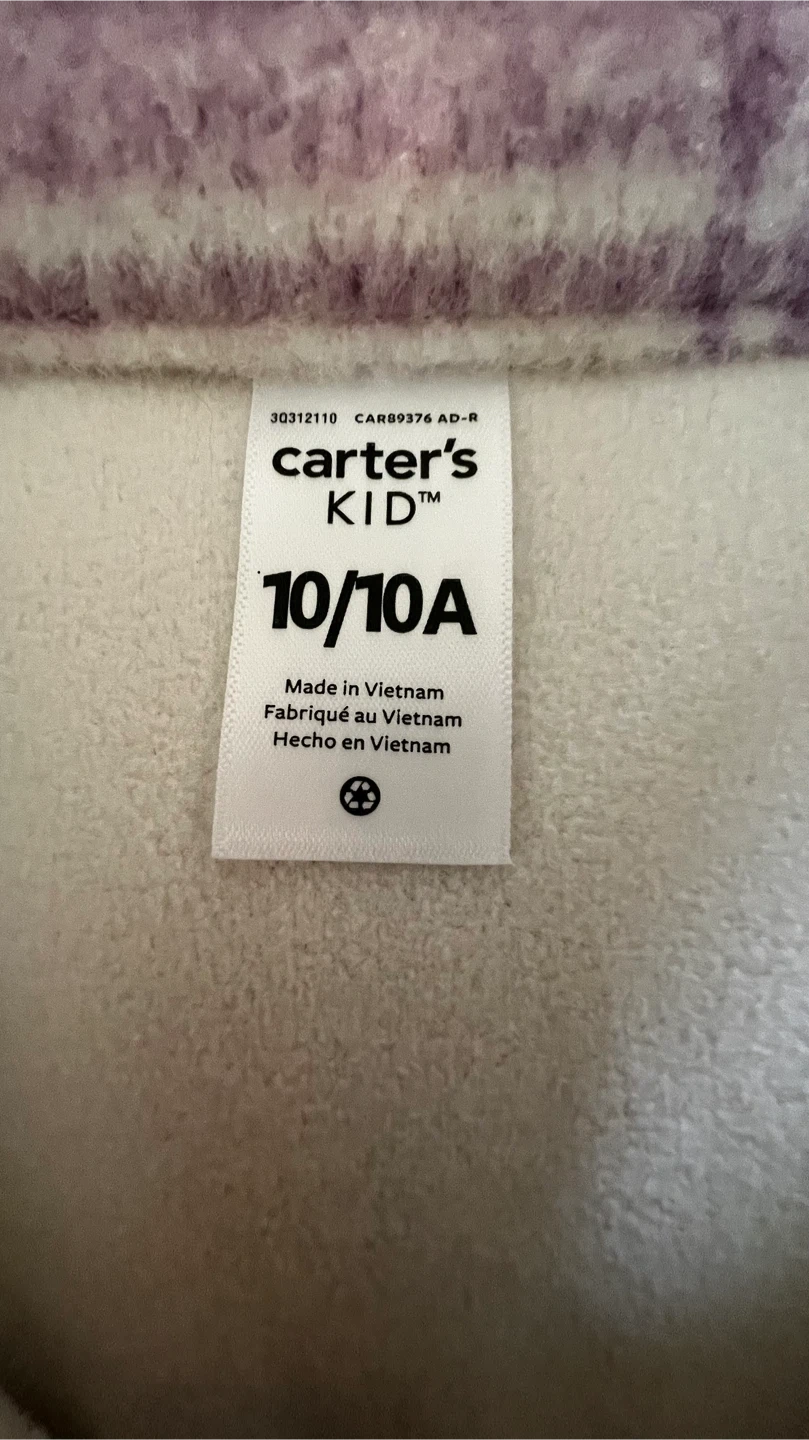 3Q312110 CAR89376 AD-R
carter's
KID™
10/10A
Made in Vietnam
Fabriqué au Vietnam
Hecho en Vietnam